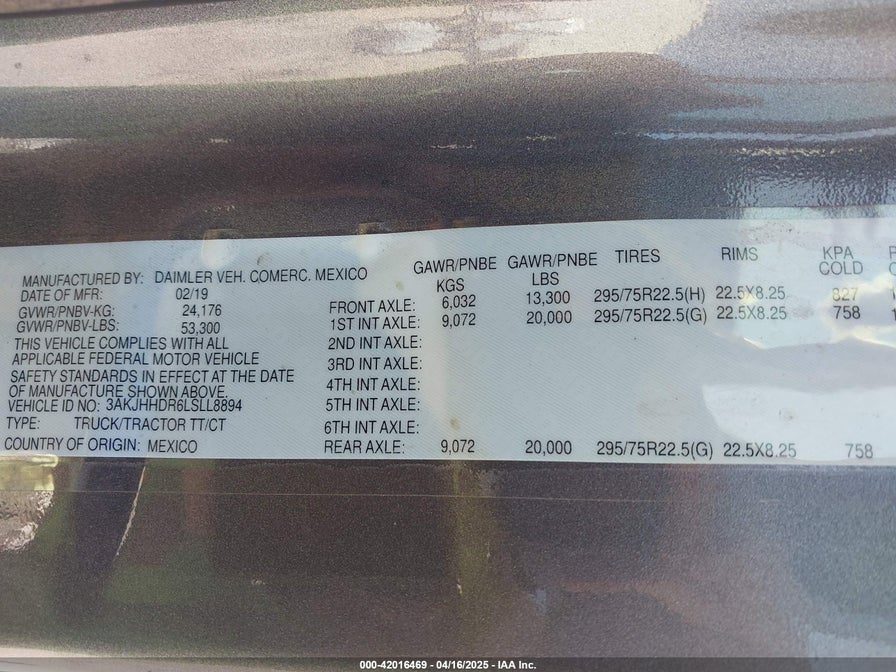 MANUFACTURED BY: DAIMLER VEH. COMERC. MEXICO
DATE OF MFR: 02/19
GVWR/PNBV-KG: 24,176
GVWR/PNBV-LBS: 53,300
THIS VEHICLE COMPLIES WITH ALL
APPLICABLE FEDERAL MOTOR VEHICLE
SAFETY STANDARDS IN EFFECT AT THE DATE
OF MANUFACTURE SHOWN ABOVE.
VEHICLE ID NO: 3AKJHHDR6LSLL8894
TYPE: TRUCK/TRACTOR TT/CT
COUNTRY OF ORIGIN: MEXICO
GAWR/PNBE GAWR/PNBE TIRES RIMS KPA
KGS LBS COLD
FRONT AXLE: 6,032 13,300 295/75R22.5(H) 22.5X8.25 827
1ST INT AXLE: 9,072 20,000 295/75R22.5(G) 22.5X8.25 758
2ND INT AXLE:
3RD INT AXLE:
4TH INT AXLE:
5TH INT AXLE:
6TH INT AXLE:
REAR AXLE: 9,072 20,000 295/75R22.5(G) 22.5X8.25 758
000-42016469 - 04/16/2025 - IAA Inc.